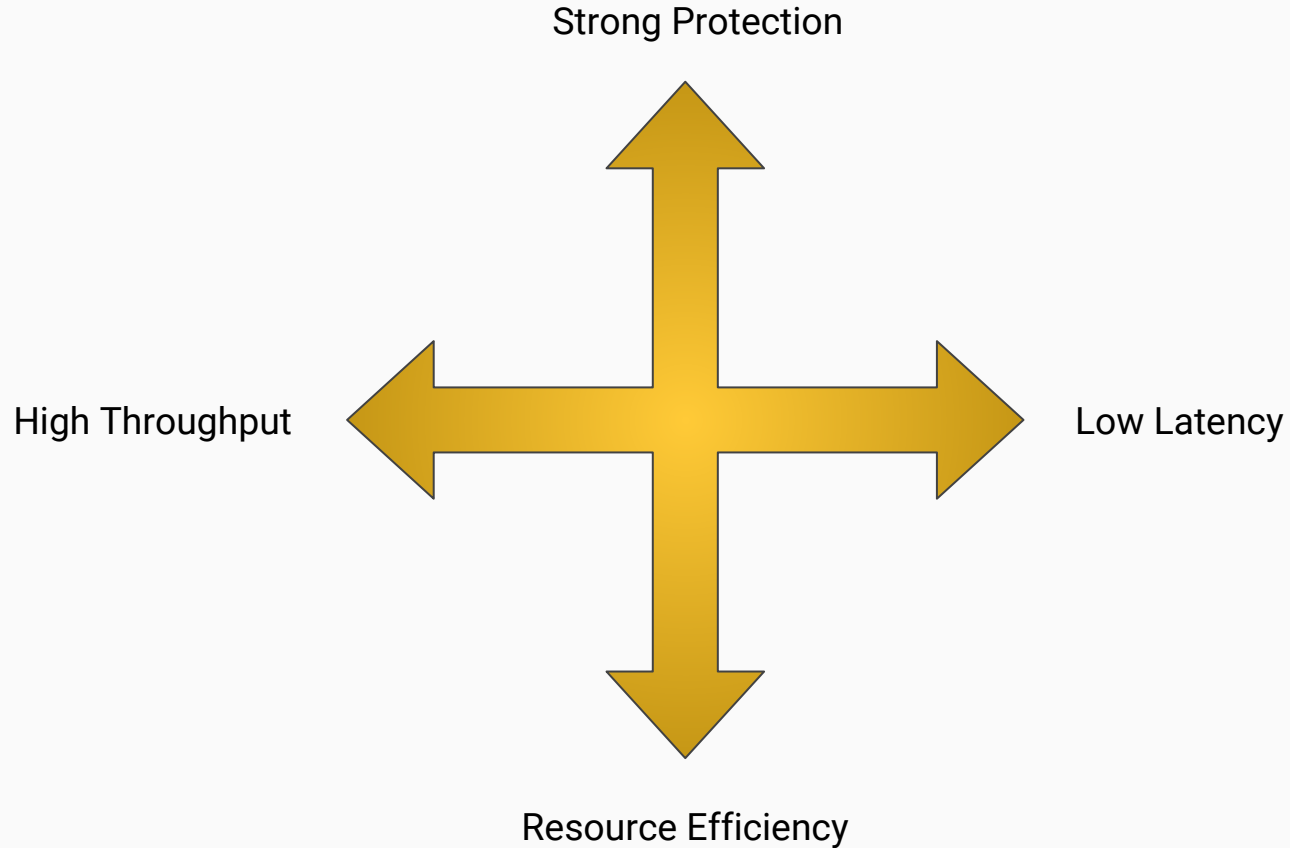 Strong Protection
High Throughput
Low Latency
Resource Efficiency